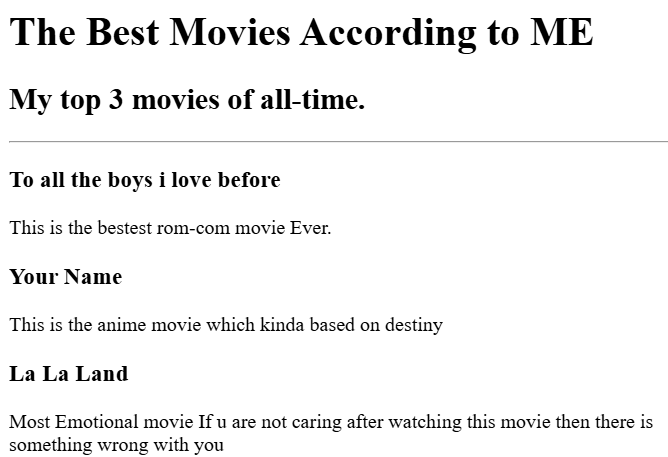 The Best Movies According to ME
My top 3 movies of all-time.
To all the boys i love before
This is the bestest rom-com movie Ever.
Your Name
This is the anime movie which kinda based on destiny
La La Land
Most Emotional movie If u are not caring after watching this movie then there is
something wrong with you